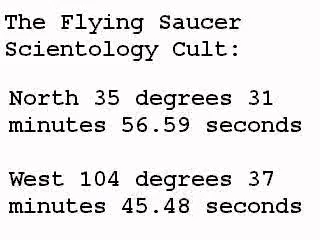 The Flying Saucer
Scientology Cult:
North 35 degrees 31
minutes 56.59 seconds
West 104 degrees 37
minutes 45.48 seconds